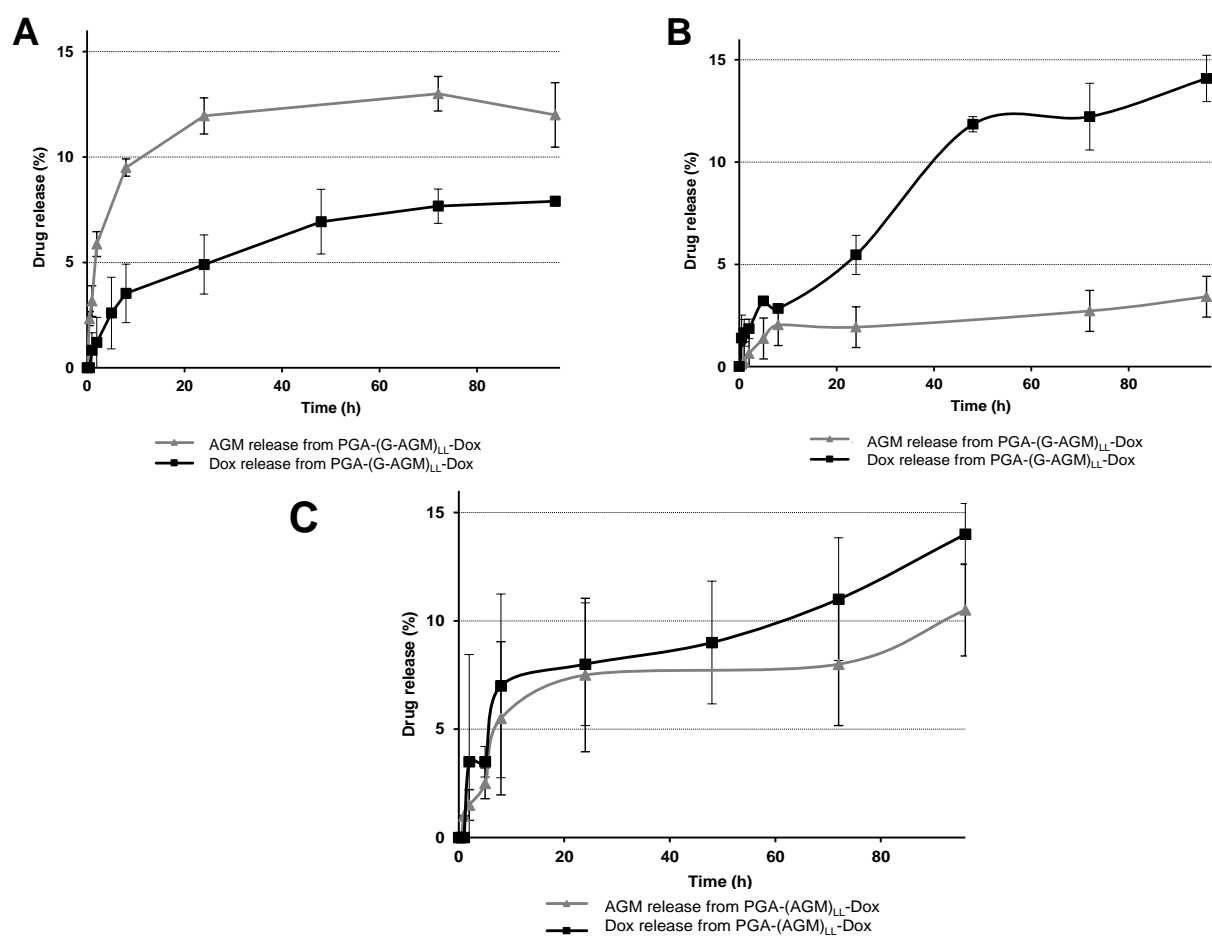 A
Drug release (%)
15
10
5
0
0 20 40 60 80
Time (h)
AGM release from PGA-(G-AGM)LL-Dox
Dox release from PGA-(G-AGM)LL-Dox
B
Drug release (%)
15
10
5
0
0 20 40 60 80
Time (h)
AGM release from PGA-(G-AGM)LL-Dox
Dox release from PGA-(G-AGM)LL-Dox
C
Drug release (%)
15
10
5
0
0 20 40 60 80
Time (h)
AGM release from PGA-(AGM)LL-Dox
Dox release from PGA-(AGM)LL-Dox